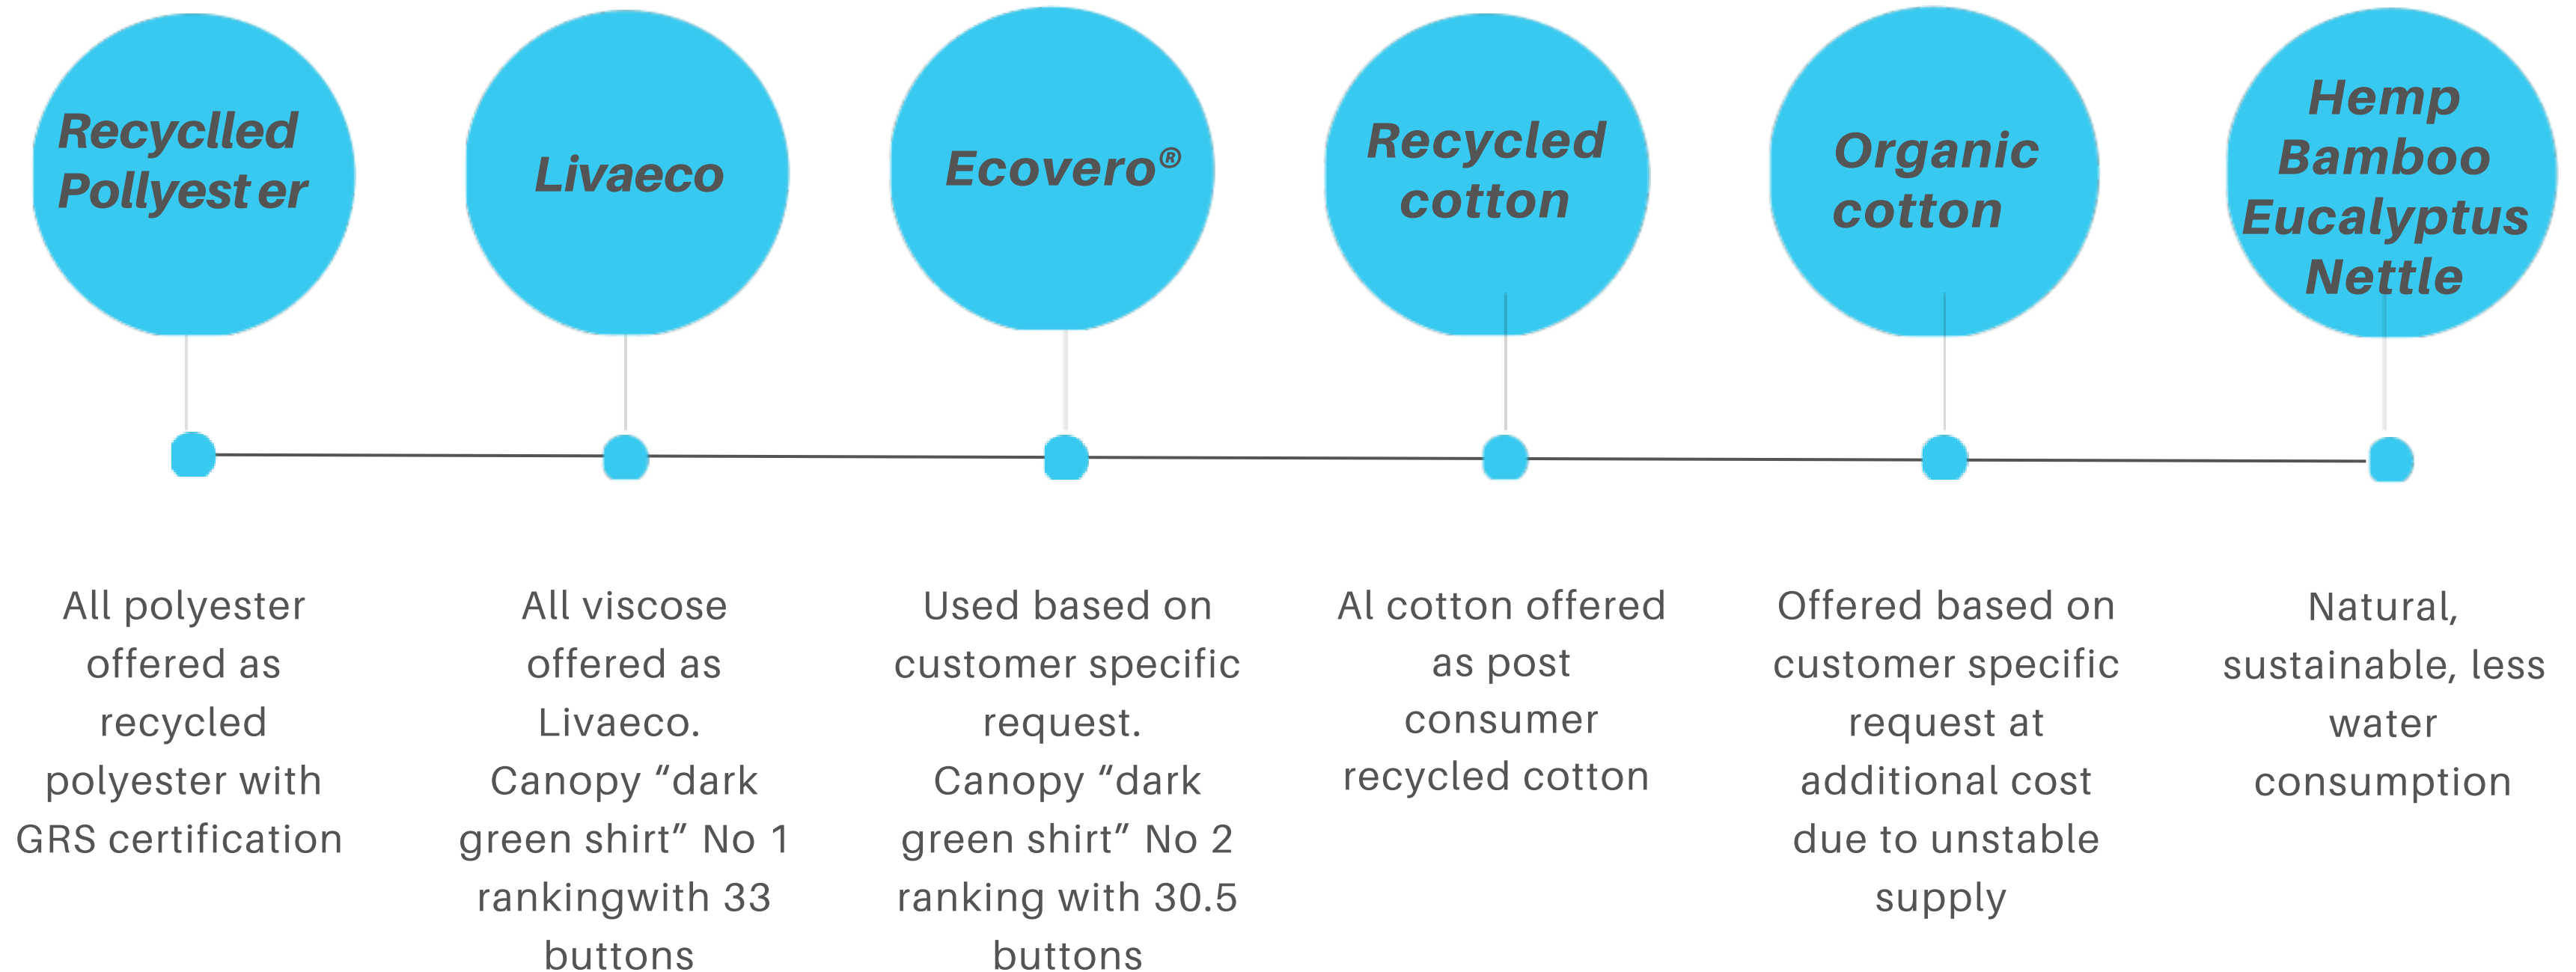 Recyclled
Pollyest er
All polyester
offered as
recycled
polyester with
GRS certification
Livaeco
All viscose
offered as
Livaeco.
Canopy “dark
green shirt” No 1
rankingwith 33
buttons
Ecovero®
Used based on
customer specific
request.
Canopy “dark
green shirt” No 2
ranking with 30.5
buttons
Recycled
cotton
Al cotton offered
as post
consumer
recycled cotton
Organic
cotton
Offered based on
customer specific
request at
additional cost
due to unstable
supply
Hemp
Bamboo
Eucalyptus
Nettle
Natural,
sustainable, less
water
consumption